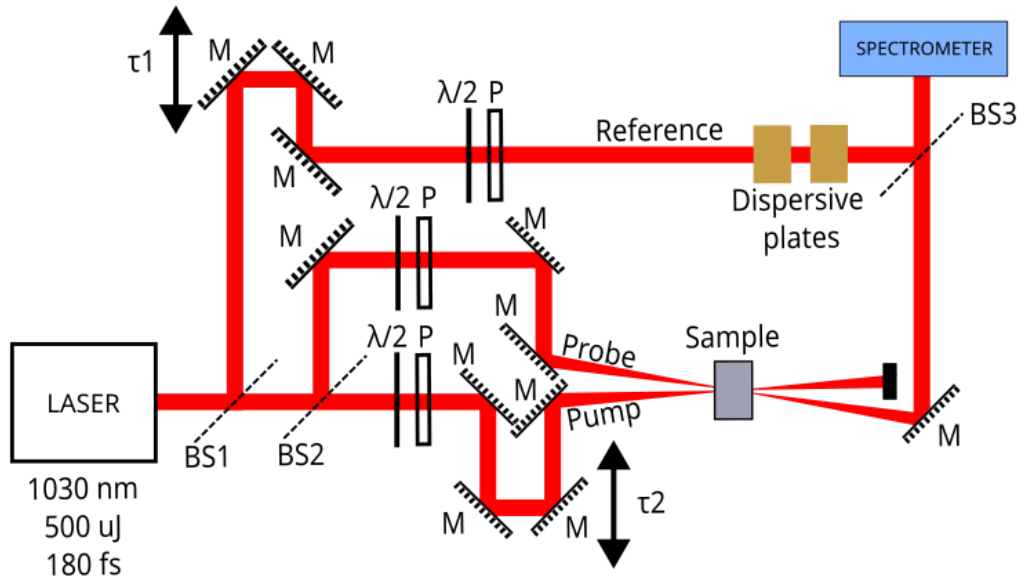 SPECTROMETER
τ1
M
M
λ/2 P
BS3
Reference
M
Dispersive
plates
λ/2 P
M
M
M
Sample
λ/2 P
Probe
M
M
LASER
Pump
M
BS1
BS2
1030 nm
500 uJ
180 fs
τ2
M
M